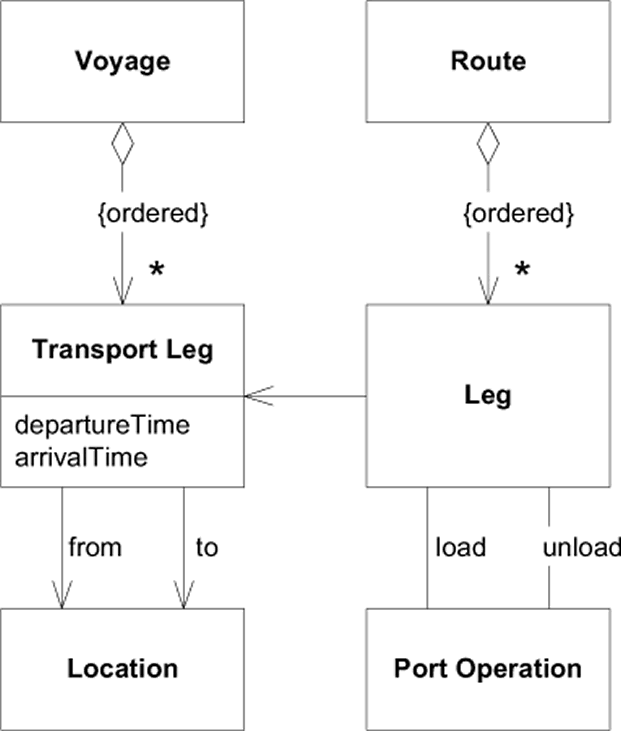 Voyage
Route
{ordered}
{ordered}
*
*
Transport Leg
Leg
departureTime
arrivalTime
from
to
load
unload
Location
Port Operation